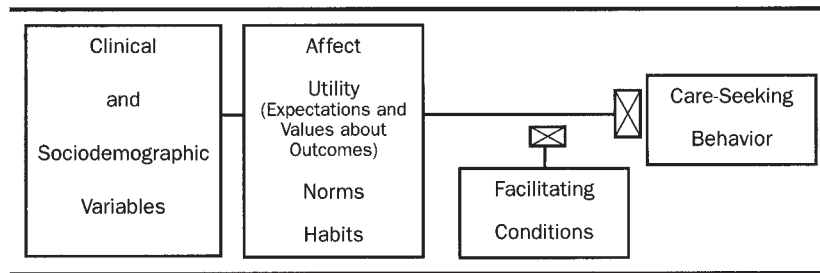 Clinical
and
Sociodemographic
Variables
Affect
Utility
(Expectations and
Values about
Outcomes)
Norms
Habits
Facilitating
Conditions
Care-Seeking
Behavior